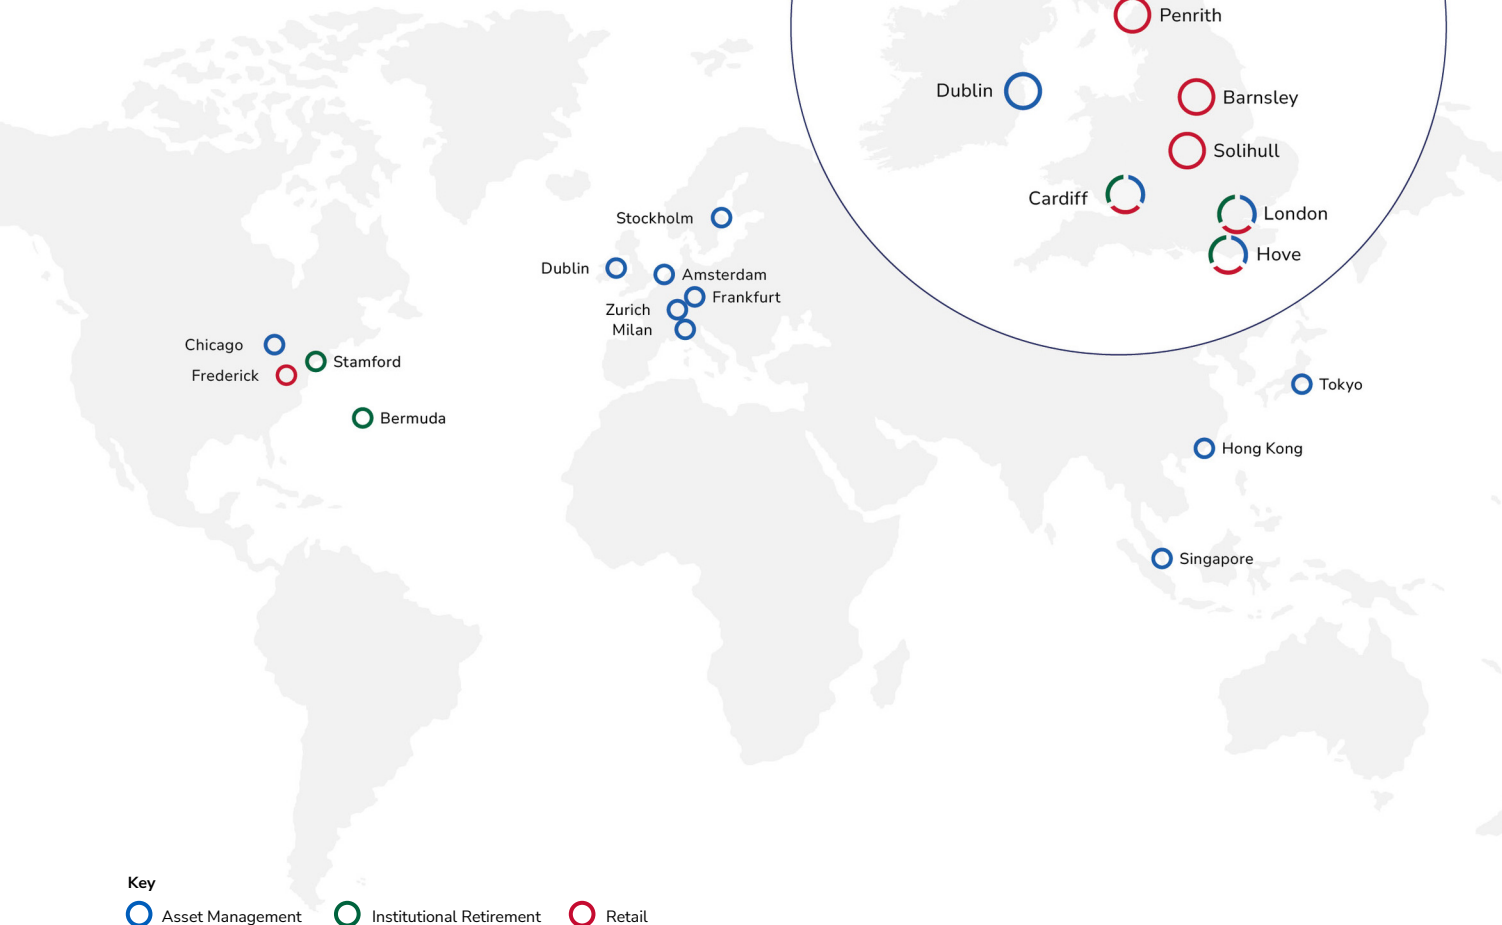 Penrith
Dublin
Barnsley
Solihull
Cardiff
London
Hove
Stockholm
Dublin
Amsterdam
Frankfurt
Zurich
Milan
Chicago
Stamford
Frederick
Bermuda
Tokyo
Hong Kong
Singapore
Key
Asset Management Institutional Retirement Retail